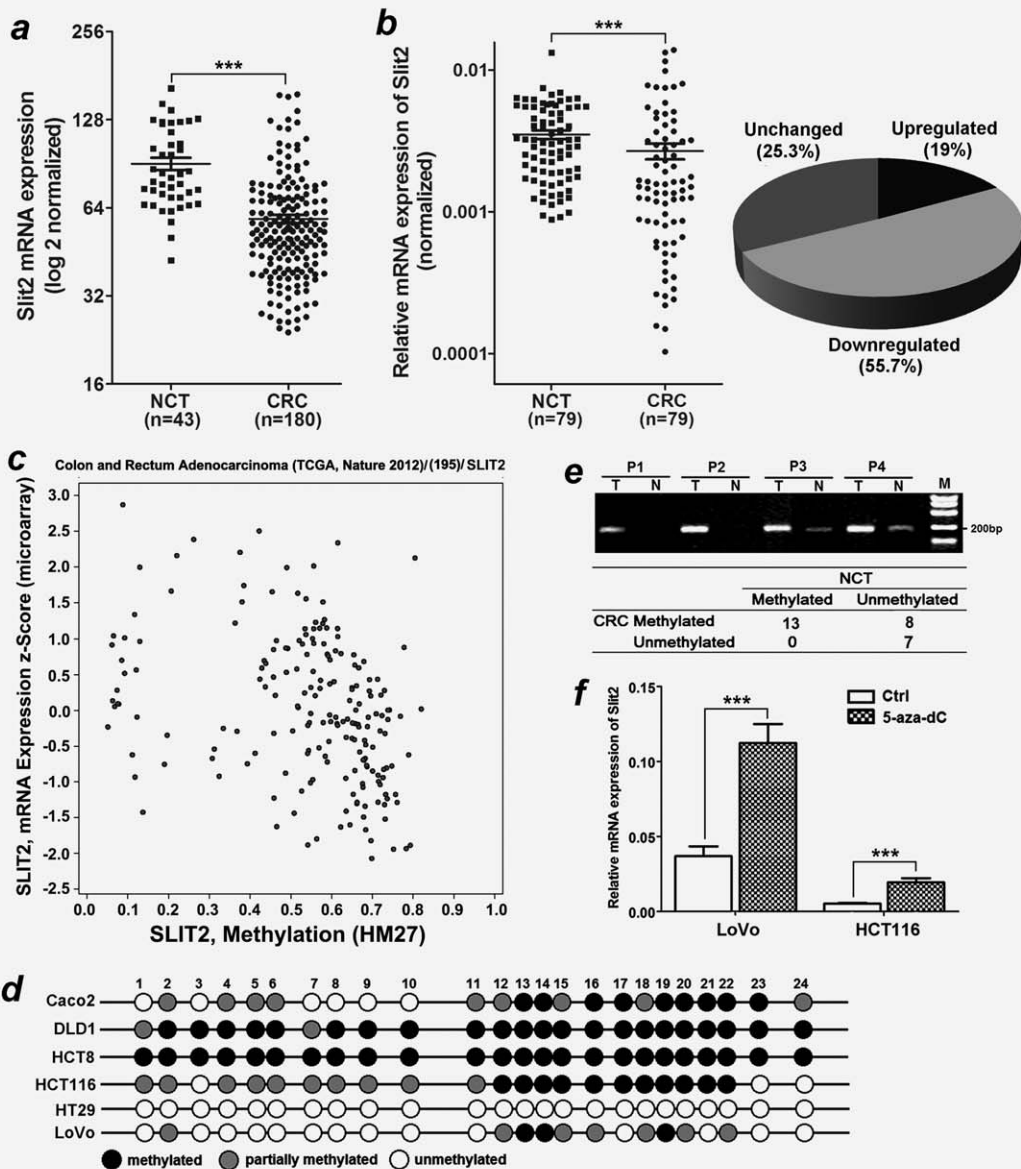 a
Slit2 mRNA expression
(log 2 normalized)
256
128
64
32
16
***
NCT
(n=43)
CRC
(n=180)
b
Relative mRNA expression of Slit2
(normalized)
0.01
0.001
0.0001
***
NCT
(n=79)
CRC
(n=79)
Unchanged
(25.3%)
Upregulated
(19%)
Downregulated
(55.7%)
c
Colon and Rectum Adenocarcinoma (TCGA, Nature 2012)/(195)/SLIT2
SLIT2, mRNA Expression z-Score (microarray)
3.0
2.5
2.0
1.5
1.0
0.5
0.0
-0.5
-1.0
-1.5
-2.0
-2.5
0.0 0.1 0.2 0.3 0.4 0.5 0.6 0.7 0.8 0.9 1.0
SLIT2, Methylation (HM27)
e
P1 P2 P3 P4
T N T N T N T N M
200bp
NCT
Methylated Unmethylated
CRC Methylated 13 8
Unmethylated 0 7
f
Relative mRNA expression of Slit2
0.15
0.10
0.05
0.00
Ctrl
5-aza-dC
***
***
LoVo HCT116
d
1 2 3 4 5 6 7 8 9 10 11 12 13 14 15 16 17 18 19 20 21 22 23 24
Caco2
DLD1
HCT8
HCT116
HT29
LoVo
methylated partially methylated unmethylated